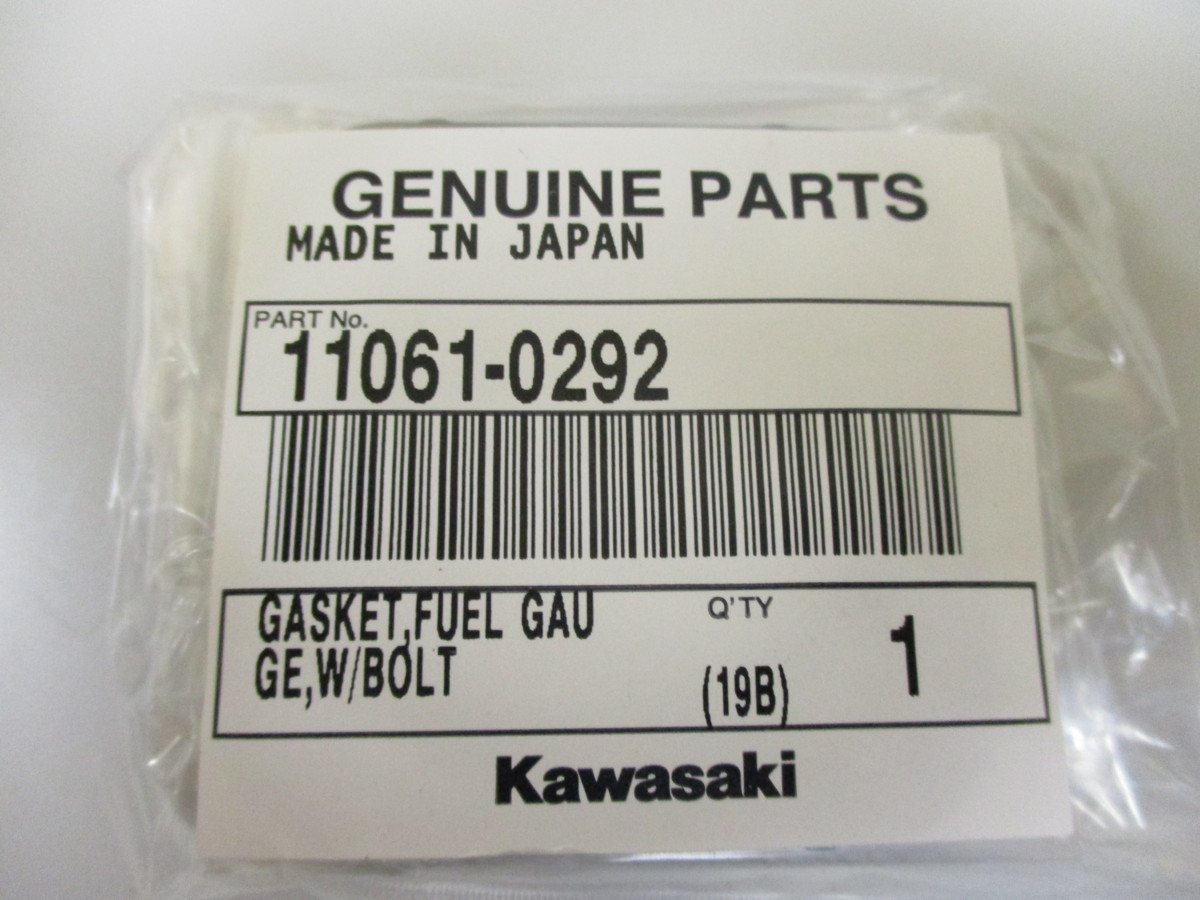 GENUINE PARTS
MADE IN JAPAN
PART No.
11061-0292
GASKET,FUEL GAU
GE,W/BOLT
Q'TY
(19B)
1
Kawasaki